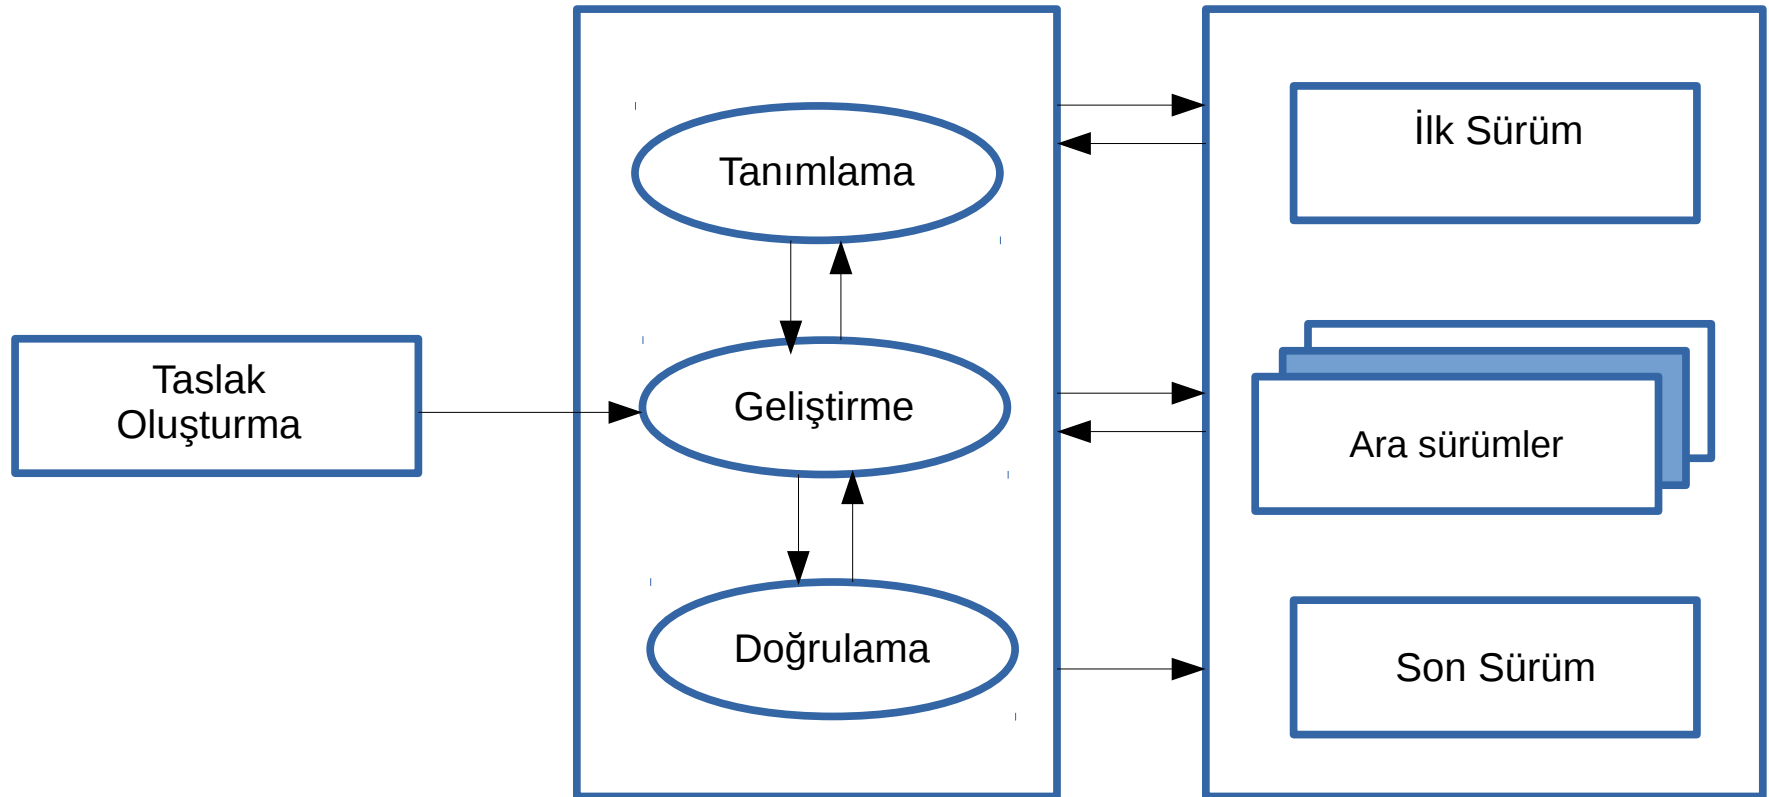 Taslak
Oluşturma
Tanımlama
Geliştirme
Doğrulama
İlk Sürüm
Ara sürümler
Son Sürüm